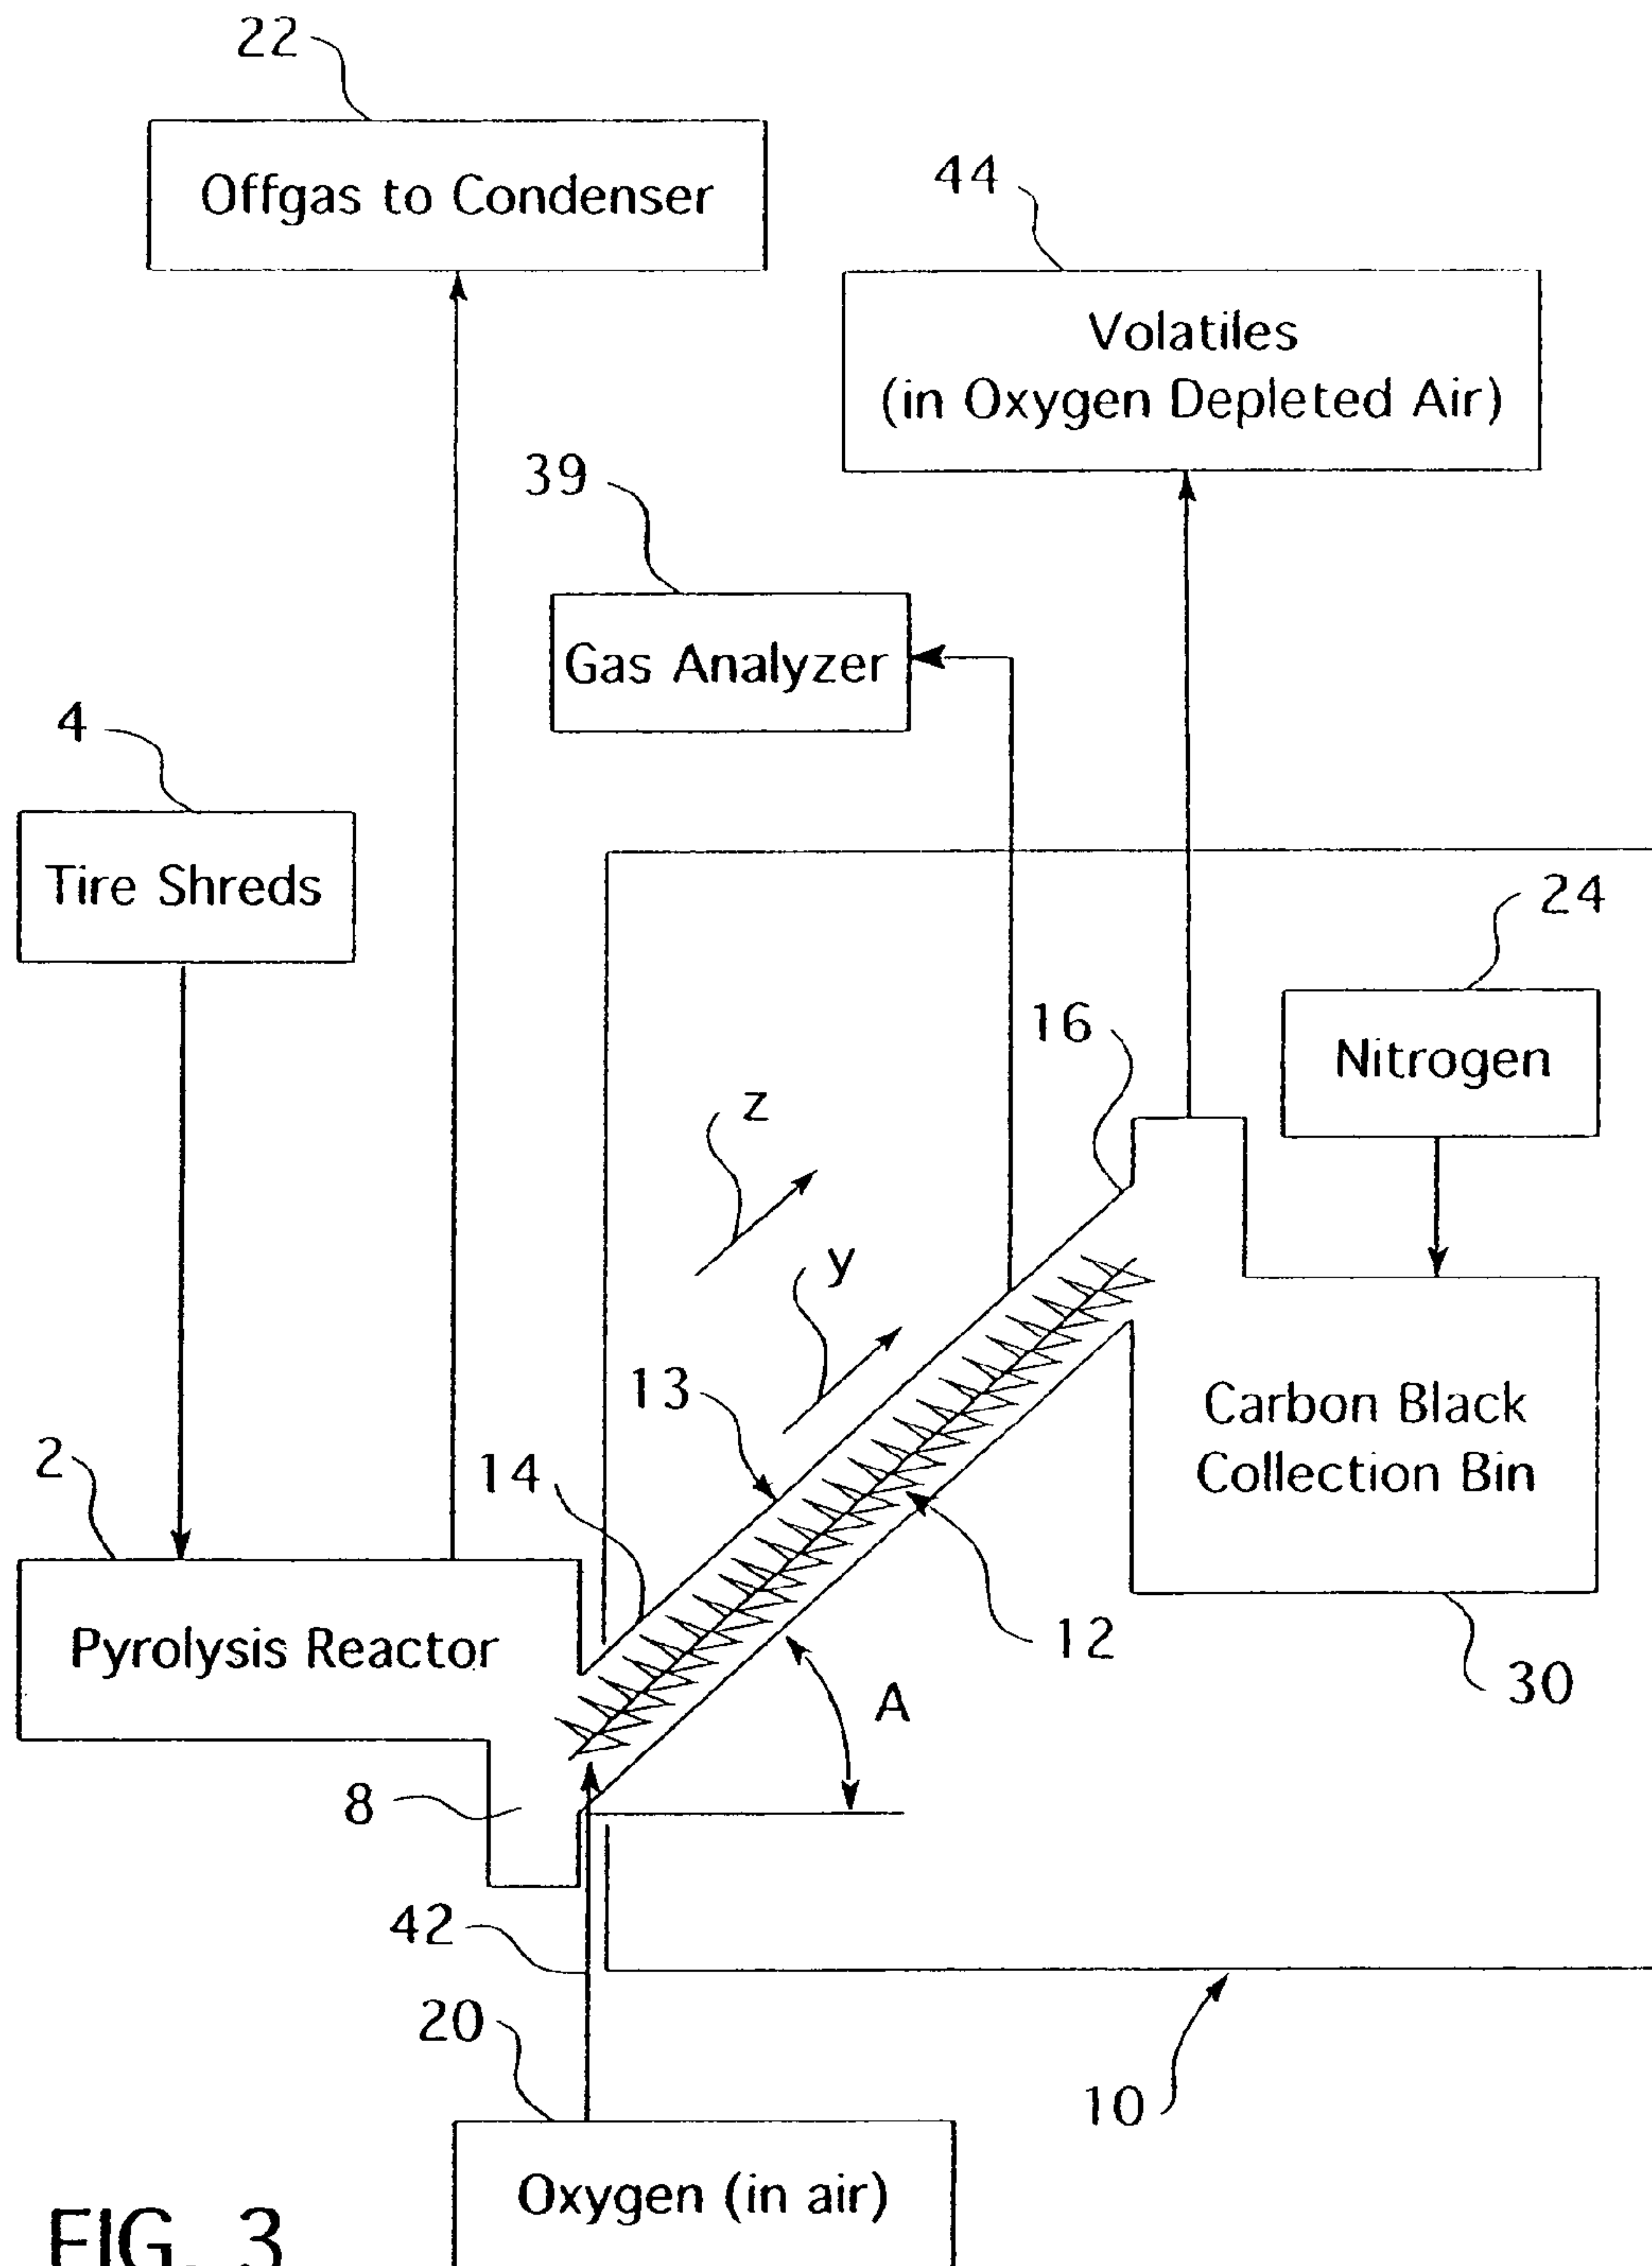 22
Offgas to Condenser
44
Volatiles
(in Oxygen Depleted Air)
39
Gas Analyzer
4
Tire Shreds
24
Nitrogen
16
z
y
13
Carbon Black
Collection Bin
2
14
Pyrolysis Reactor
12
30
A
8
42
20
10
Oxygen (in air)
FIG. 3